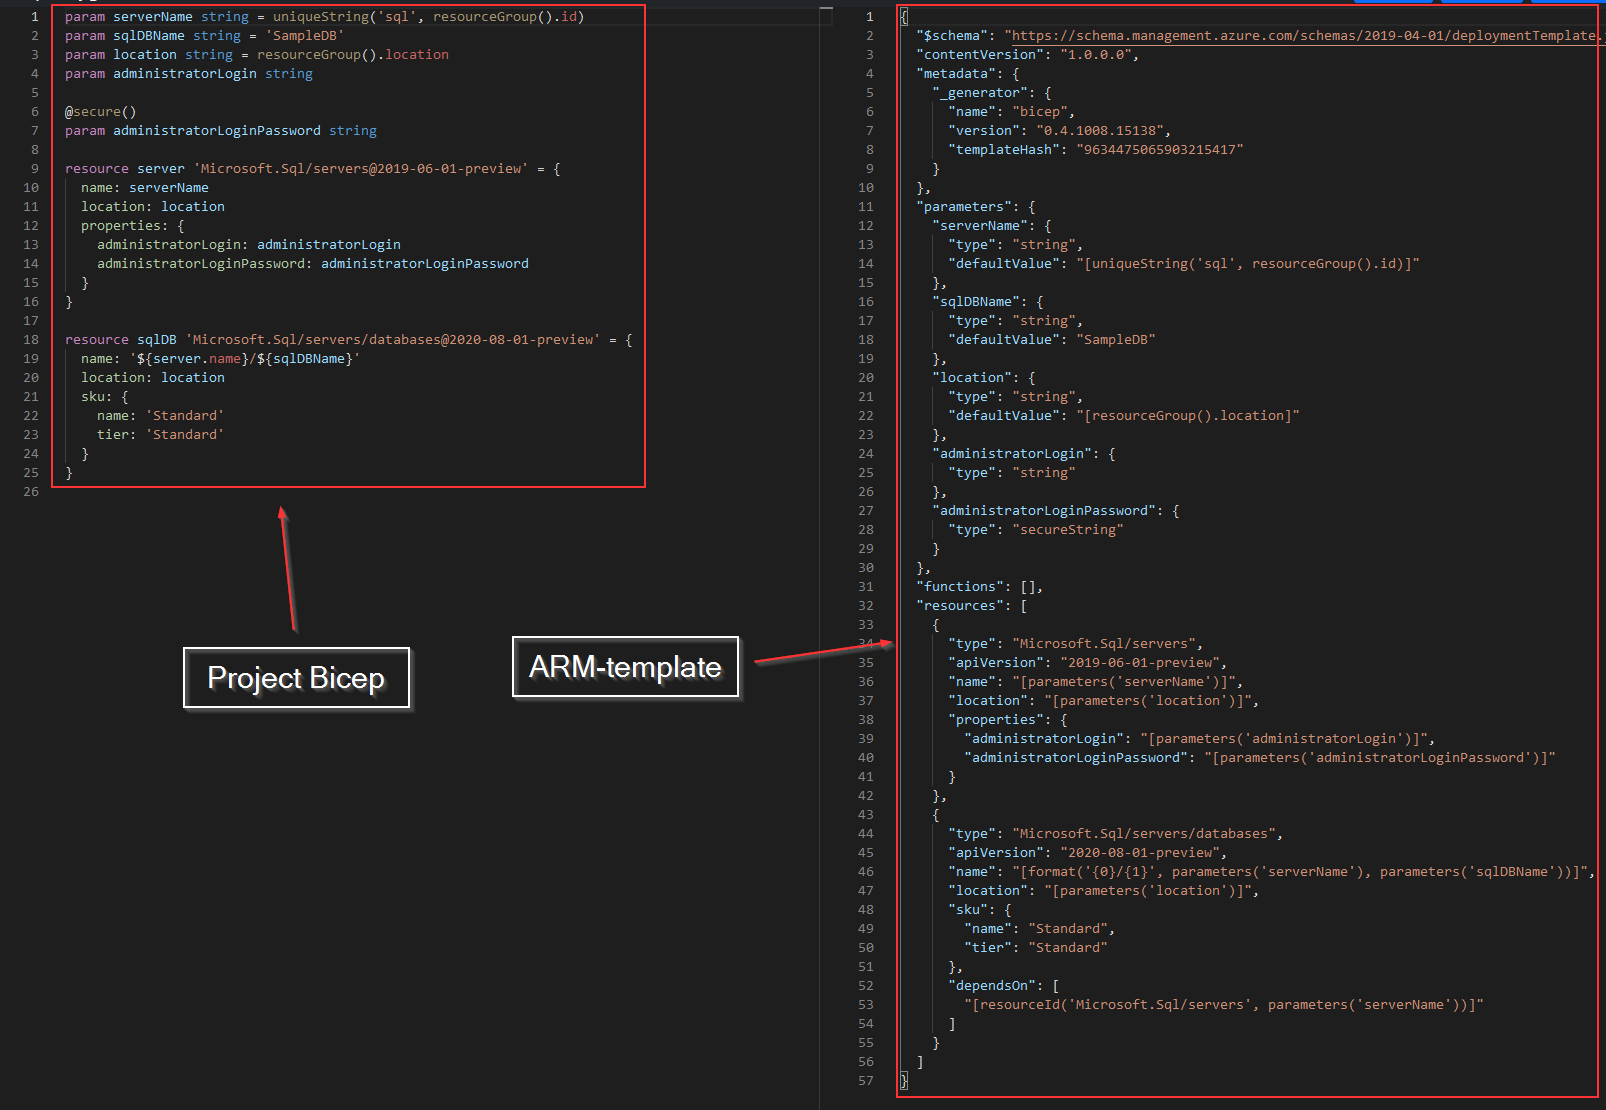 1 param serverName string = uniqueString('sql', resourceGroup().id)
2 param sqlDBName string = 'SampleDB'
3 param location string = resourceGroup().location
4 param administratorLogin string
5
6 @secure()
7 param administratorLoginPassword string
8
9 resource server 'Microsoft.Sql/servers@2019-06-01-preview' = {
10 name: serverName
11 location: location
12 properties: {
13 administratorLogin: administratorLogin
14 administratorLoginPassword: administratorLoginPassword
15 }
16 }
17
18 resource sqlDB 'Microsoft.Sql/servers/databases@2020-08-01-preview' = {
19 name: '${server.name}/${sqlDBName}'
20 location: location
21 sku: {
22 name: 'Standard'
23 tier: 'Standard'
24 }
25 }
26
Project Bicep
ARM-template
1 {
2 "$schema": "https://schema.management.azure.com/schemas/2019-04-01/deploymentTemplate.
3 "contentVersion": "1.0.0.0",
4 "metadata": {
5 "_generator": {
6 "name": "bicep",
7 "version": "0.4.1008.15138",
8 "templateHash": "9634475065903215417"
9 }
10 },
11 "parameters": {
12 "serverName": {
13 "type": "string",
14 "defaultValue": "[uniqueString('sql', resourceGroup().id)]"
15 },
16 "sqlDBName": {
17 "type": "string",
18 "defaultValue": "SampleDB"
19 },
20 "location": {
21 "type": "string",
22 "defaultValue": "[resourceGroup().location]"
23 },
24 "administratorLogin": {
25 "type": "string"
26 },
27 "administratorLoginPassword": {
28 "type": "secureString"
29 }
30 },
31 "functions": [],
32 "resources": [
33 {
34 "type": "Microsoft.Sql/servers",
35 "apiVersion": "2019-06-01-preview",
36 "name": "[parameters('serverName')]",
37 "location": "[parameters('location')]",
38 "properties": {
39 "administratorLogin": "[parameters('administratorLogin')]",
40 "administratorLoginPassword": "[parameters('administratorLoginPassword')]"
41 }
42 },
43 {
44 "type": "Microsoft.Sql/servers/databases",
45 "apiVersion": "2020-08-01-preview",
46 "name": "[format('{0}/{1}', parameters('serverName'), parameters('sqlDBName'))]",
47 "location": "[parameters('location')]",
48 "sku": {
49 "name": "Standard",
50 "tier": "Standard"
51 },
52 "dependsOn": [
53 "[resourceId('Microsoft.Sql/servers', parameters('serverName'))]"
54 ]
55 }
56 ]
57 }